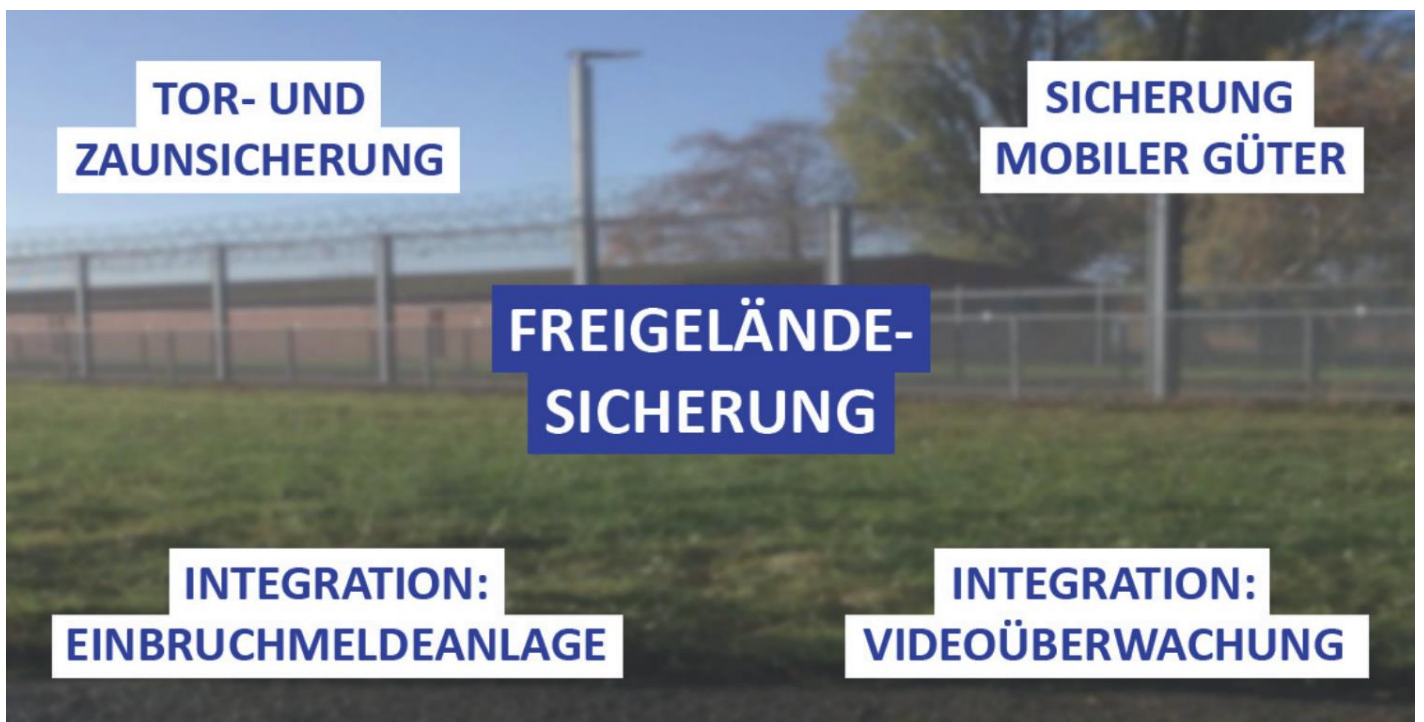 TOR- UND
ZAUNSICHERUNG
SICHERUNG
MOBILER GÜTER
FREIGELÄNDE-
SICHERUNG
INTEGRATION:
EINBRUCHMELDEANLAGE
INTEGRATION:
VIDEOÜBERWACHUNG